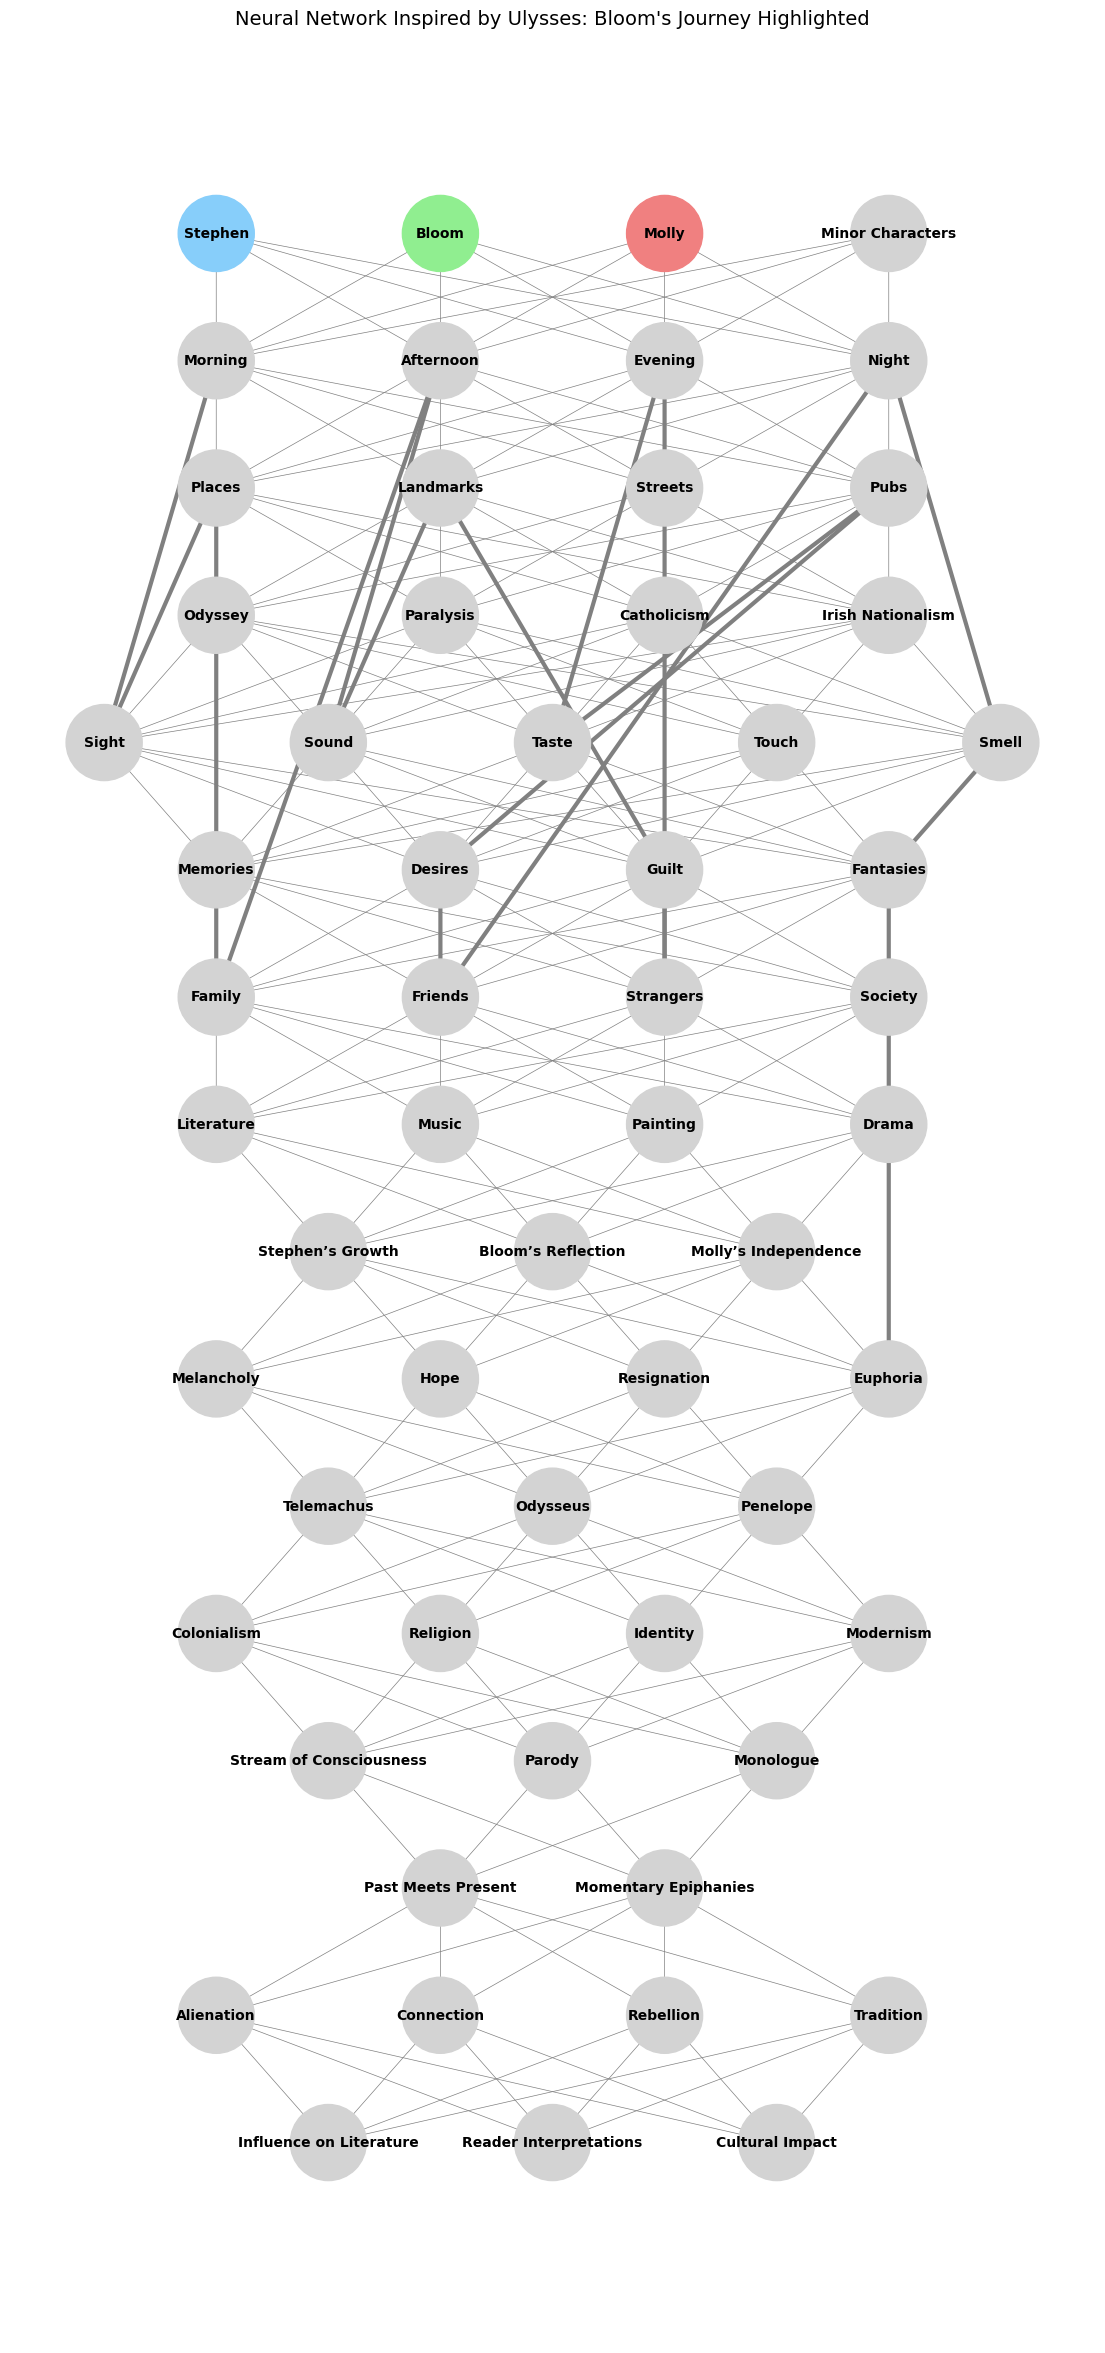 Neural Network Inspired by Ulysses: Bloom's Journey Highlighted
Stephen
Bloom
Molly
Minor Characters
Morning
Afternoon
Evening
Night
Places
Landmarks
Streets
Pubs
Odyssey
Paralysis
Catholicism
Irish Nationalism
Sight
Sound
Taste
Touch
Smell
Memories
Desires
Guilt
Fantasies
Family
Friends
Strangers
Society
Literature
Music
Painting
Drama
Stephen’s Growth
Bloom’s Reflection
Molly’s Independence
Melancholy
Hope
Resignation
Euphoria
Telemachus
Odysseus
Penelope
Colonialism
Religion
Identity
Modernism
Stream of Consciousness
Parody
Monologue
Past Meets Present
Momentary Epiphanies
Alienation
Connection
Rebellion
Tradition
Influence on Literature
Reader Interpretations
Cultural Impact